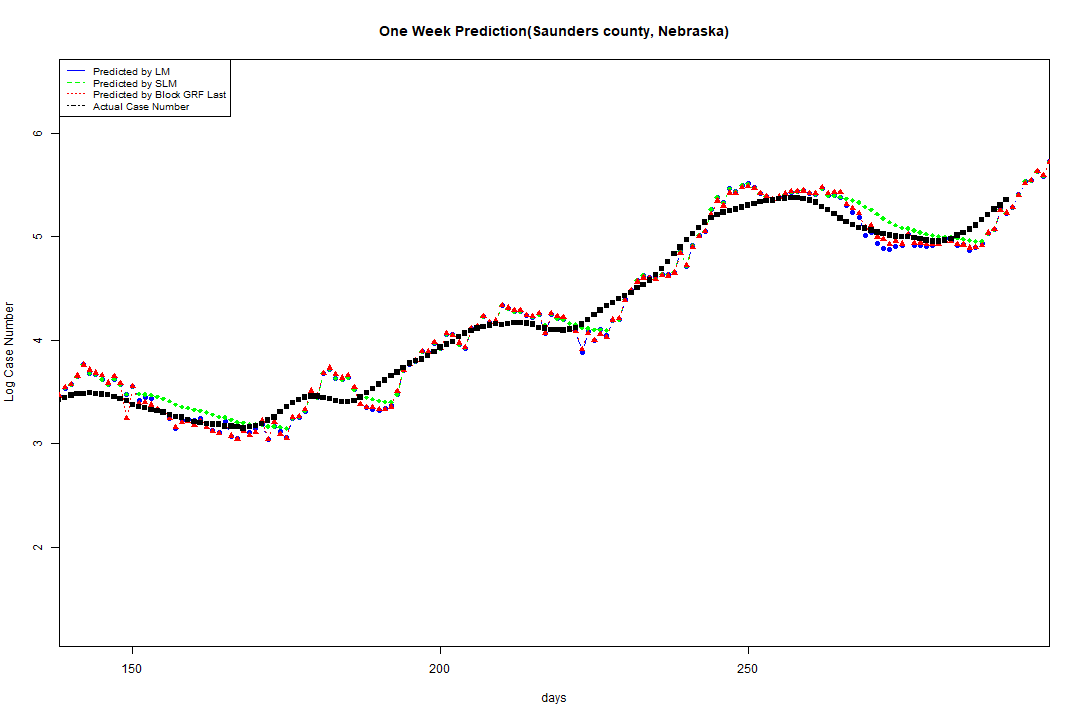 One Week Prediction(Saunders county, Nebraska)
Predicted by LM
Predicted by SLM
Predicted by Block GRF Last
Actual Case Number
6
5
4
3
2
Log Case Number
150
200
250
days